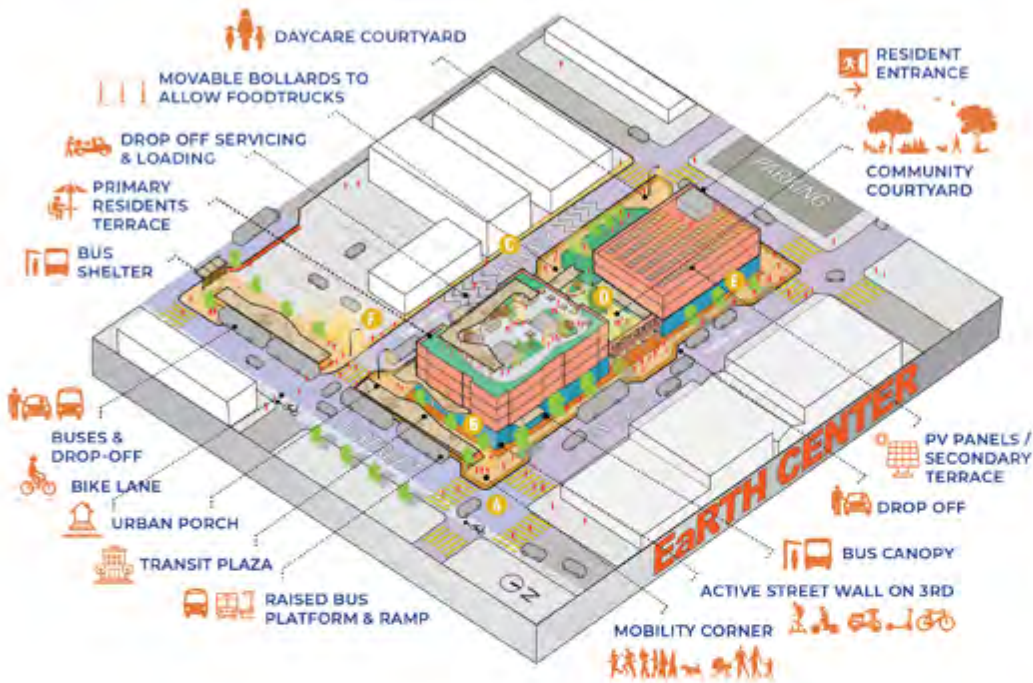 DAYCARE COURTYARD
MOVABLE BOLLARDS TO
ALLOW FOODTRUCKS
DROP OFF SERVICING
& LOADING
PRIMARY
RESIDENTS
TERRACE
BUS
SHELTER
BUSES &
DROP-OFF
BIKE LANE
URBAN PORCH
TRANSIT PLAZA
RAISED BUS
PLATFORM & RAMP
RESIDENT
ENTRANCE
COMMUNITY
COURTYARD
PARKING
C
D
E
F
B
A
EaRTH CENTER
PV PANELS /
SECONDARY
TERRACE
DROP OFF
BUS CANOPY
ACTIVE STREET WALL ON 3RD
MOBILITY CORNER